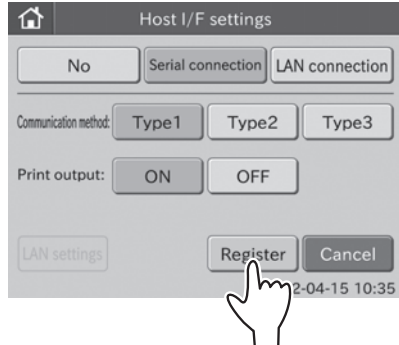 Host I/F settings
No Serial connection LAN connection
Communication method: Type1 Type2 Type3
Print output: ON OFF
LAN settings Register Cancel
2-04-15 10:35